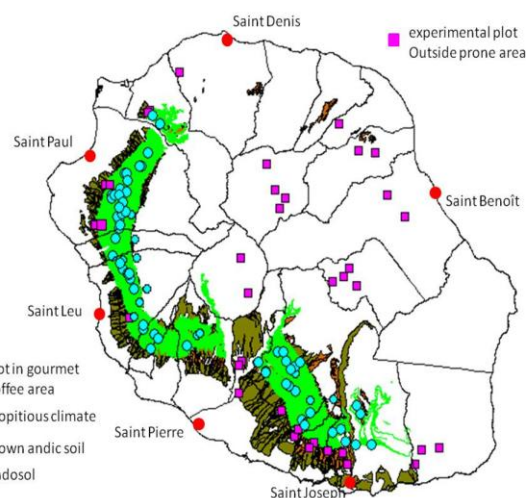 Saint Denis
experimental plot
Outside prone area
Saint Paul
Saint Benoît
Saint Leu
ot in gourmet
ffee area
opitious climate
own andic soil
dosol
Saint Pierre
Saint Joseph